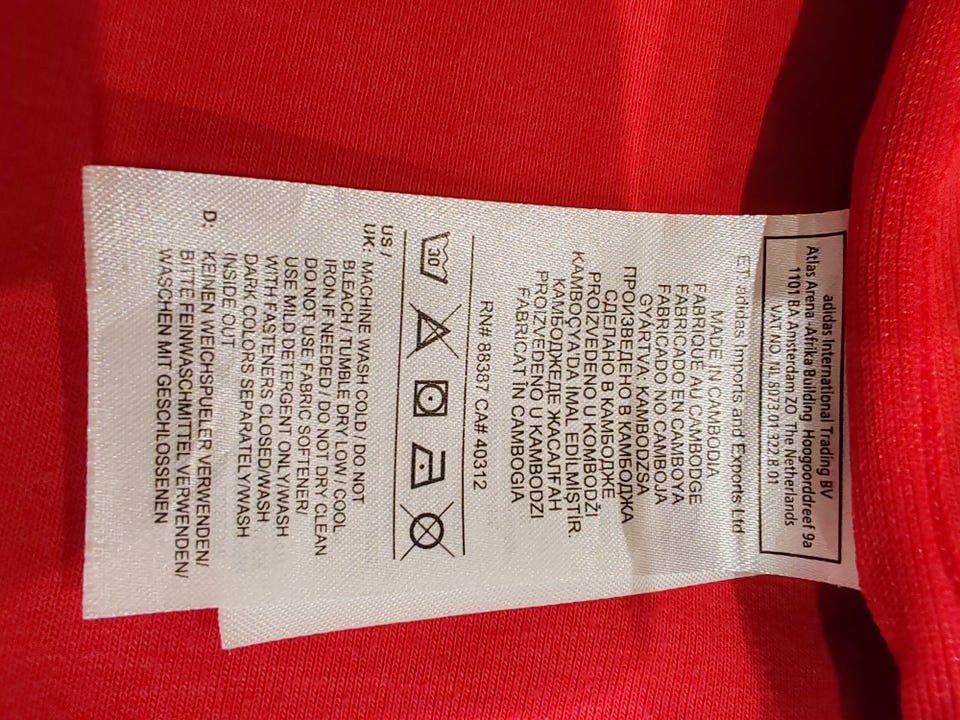 adidas International Trading BV
Atlas Arena -Afrika Building Hoogoorddreef 9a
1101 BA Amsterdam ZO The Netherlands
VAT NO. NL 8073.01.322.B.01
ET: adidas Imports and Exports Ltd
MADE IN CAMBODIA
FABRIQUE AU CAMBODGE
FABRICADO EN CAMBOYA
FABRICADO NO CAMBOJA
GYÁRTVA KAMBODZSA
ПРОИЗВЕДЕНО В КАМБОДЖА
СДЕЛАНО В КАМБОДЖЕ
PROIZVEDENO U KOMBODŽI
KAMBOÇYA'DA MAL EDILMIŞTIR.
КАМБОДЖЕДЕ ЖАСАЛҒАН
PROIZVEDENO U KAMBODZI
FABRICAT ÎN CAMBOGIA
RN# 88387 CA# 40312
30
US /
UK: MACHINE WASH COLD / DO NOT
BLEACH / TUMBLE DRY LOW / COOL
IRON IF NEEDED / DO NOT DRY CLEAN
DO NOT USE FABRIC SOFTENER/
USE MILD DETERGENT ONLY/WASH
WITH FASTENERS CLOSED/WASH
DARK COLORS SEPARATELY/WASH
INSIDE OUT
D: KEINEN WEICHSPUELER VERWENDEN/
BITTE FEINWASCHMITTEL VERWENDEN/
WASCHEN MIT GESCHLOSSENEN